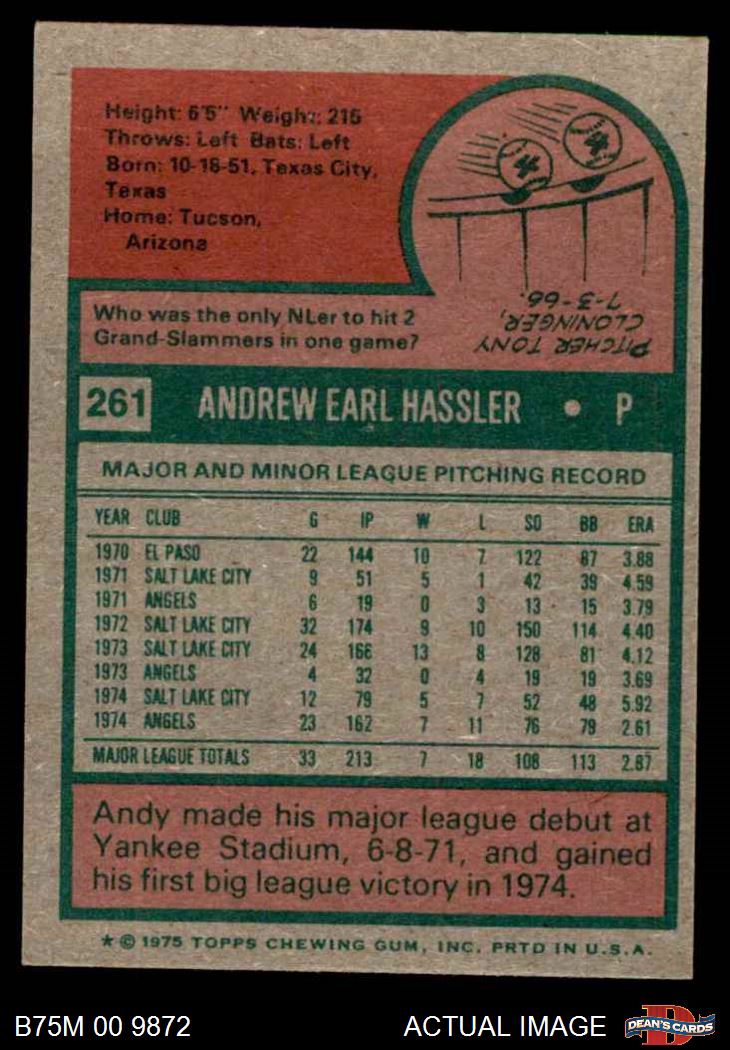 Height: 6'5" Weight: 215
Throws: Left Bats: Left
Born: 10-18-51, Texas City,
Texas
Home: Tucson,
Arizona
4 4
Who was the only NLer to hit 2
Grand-Slammers in one game?
PITCHER TONY
CLONINGER,
7-3-66.
261 ANDREW EARL HASSLER • P
MAJOR AND MINOR LEAGUE PITCHING RECORD
YEAR CLUB G IP W L SO BB ERA
1970 EL PASO 22 144 10 7 122 87 3.88
1971 SALT LAKE CITY 9 51 5 1 42 39 4.59
1971 ANGELS 6 19 0 3 13 15 3.79
1972 SALT LAKE CITY 32 174 9 10 150 114 4.40
1973 SALT LAKE CITY 24 166 13 8 128 81 4.12
1973 ANGELS 4 32 0 4 19 19 3.69
1974 SALT LAKE CITY 12 79 5 7 52 48 5.92
1974 ANGELS 23 162 7 11 76 79 2.61
MAJOR LEAGUE TOTALS 33 213 7 18 108 113 2.87
Andy made his major league debut at
Yankee Stadium, 6-8-71, and gained
his first big league victory in 1974.
* © 1975 TOPPS CHEWING GUM, INC. PRTD IN U.S.A.
B75M 00 9872 ACTUAL IMAGE
D
DEAN'S CARDS